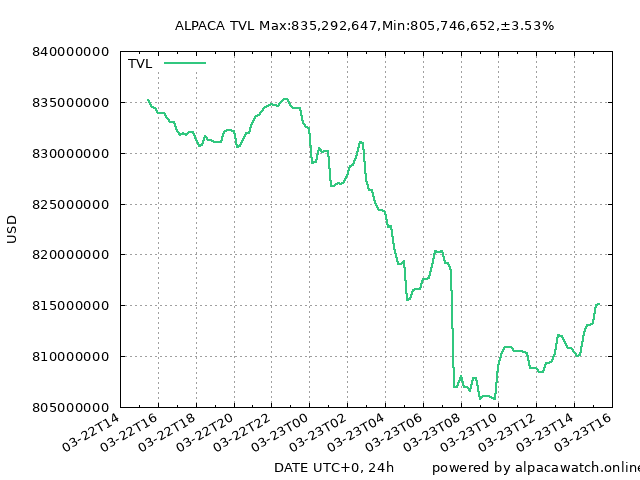 ALPACA TVL Max:835,292,647,Min:805,746,652,±3.53%
TVL
840000000
835000000
830000000
825000000
820000000
815000000
810000000
805000000
USD
03-22T14
03-22T16
03-22T18
03-22T20
03-22T22
03-23T00
03-23T02
03-23T04
03-23T06
03-23T08
03-23T10
03-23T12
03-23T14
03-23T16
DATE UTC+0, 24h
powered by alpacawatch.online